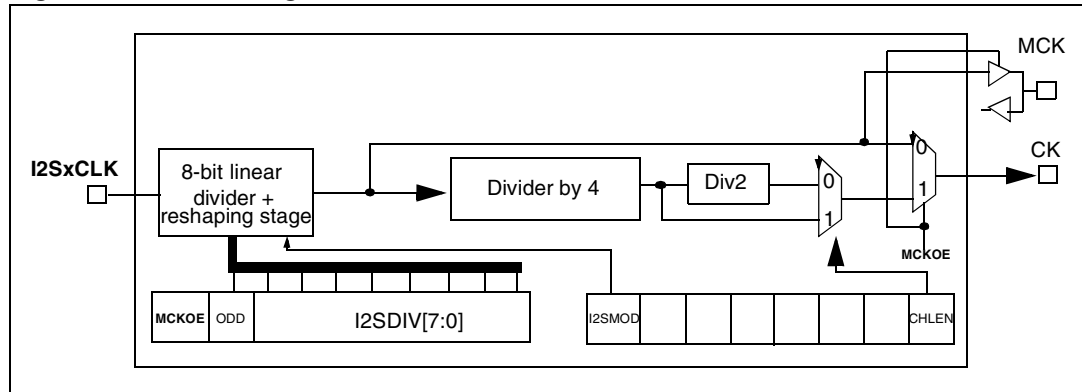 MCK
CK
I2SxCLK
8-bit linear
divider +
reshaping stage
Divider by 4
Div2
0
1
0
1
MCKOE
MCKOE
ODD
I2SDIV[7:0]
I2SMOD
CHLEN